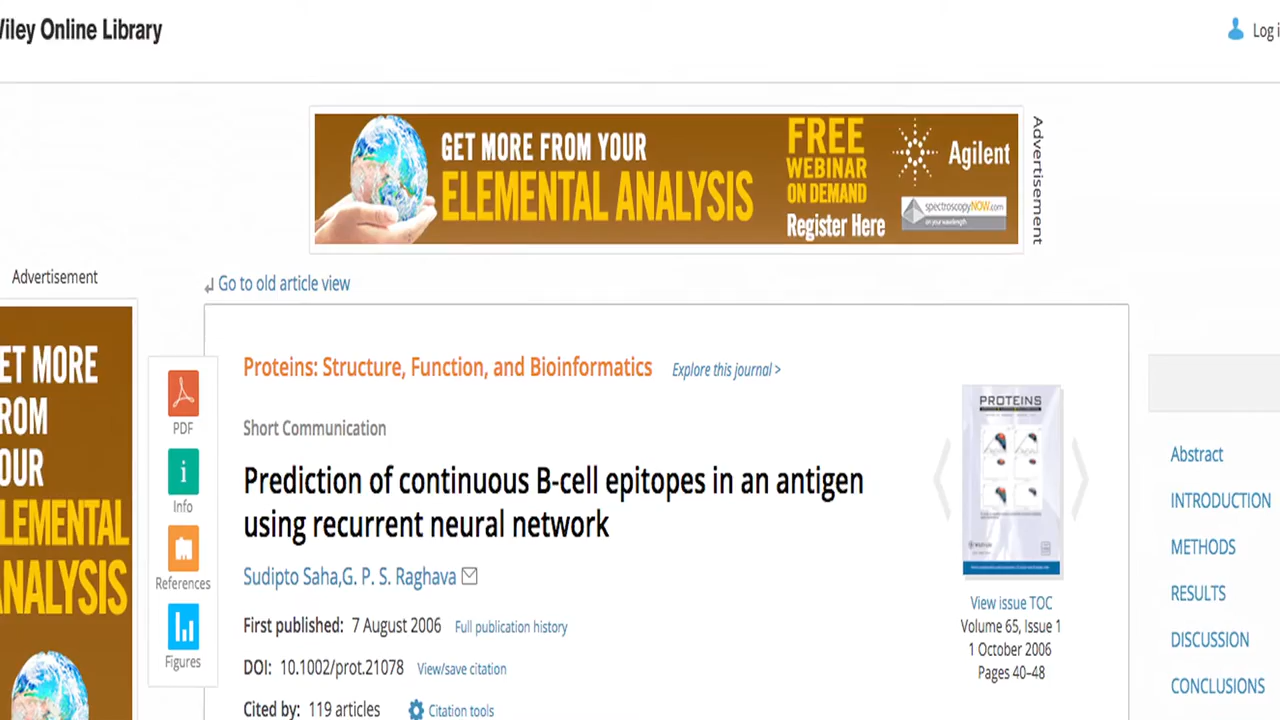 Wiley Online Library
Log i
GET MORE FROM YOUR
ELEMENTAL ANALYSIS
FREE
WEBINAR
ON DEMAND
Register Here
Agilent
spectroscopyNOW.com
Advertisement
Advertisement
Go to old article view
ET MORE
ROM
OUR
LEMENTAL
NALYSIS
PDF
Info
References
Figures
Proteins: Structure, Function, and Bioinformatics Explore this journal >
Short Communication
Prediction of continuous B-cell epitopes in an antigen
using recurrent neural network
Sudipto Saha,G. P. S. Raghava
First published: 7 August 2006 Full publication history
DOI: 10.1002/prot.21078 View/save citation
Cited by: 119 articles Citation tools
PROTEINS
View issue TOC
Volume 65, Issue 1
1 October 2006
Pages 40–48
Abstract
INTRODUCTION
METHODS
RESULTS
DISCUSSION
CONCLUSIONS